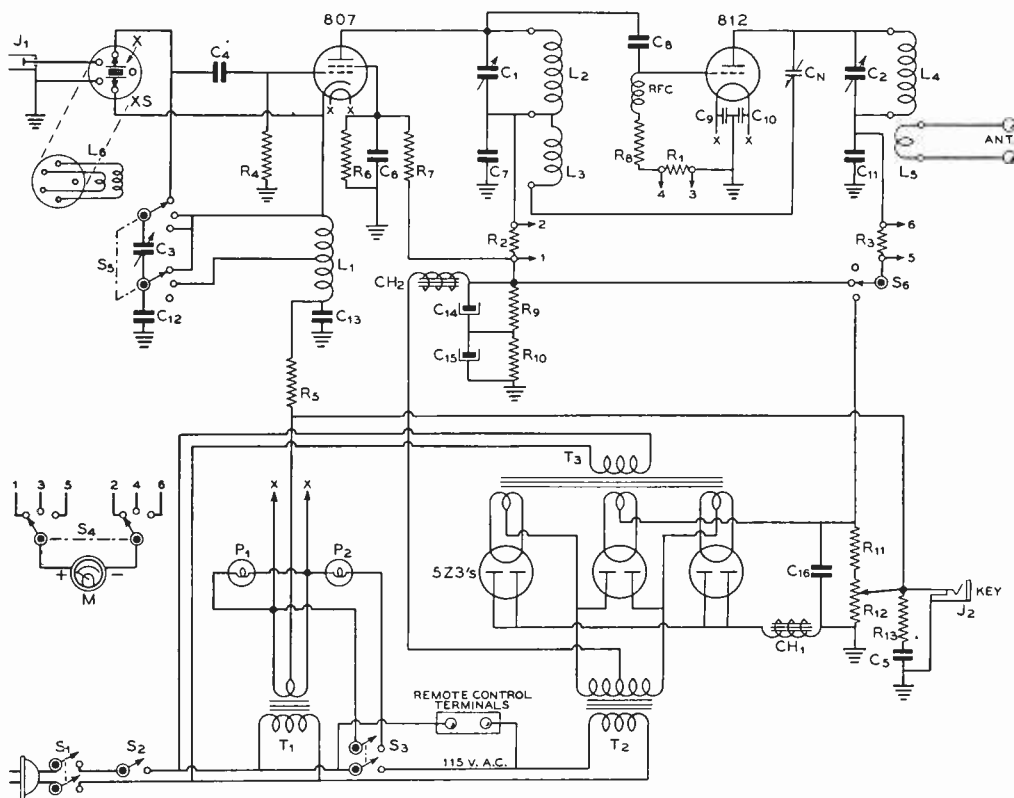 807
812
J1
X
XS
C4
C8
C1
L2
RFC
CN
C2
L4
C9
C10
ANT.
L6
R4
R6
C6
R7
C7
L3
R8
R1
4
3
C11
L5
S5
C3
L1
2
R2
1
6
R3
5
S6
C12
C13
CH2
C14
R9
C15
R10
R5
T3
1 3 5 2 4 6
S4
+ M −
X X
P1
P2
5Z3's
C16
R11
R12
KEY
J2
R13
C5
CH1
REMOTE CONTROL
TERMINALS
S1
S2
T1
S3
115 V. A.C.
T2